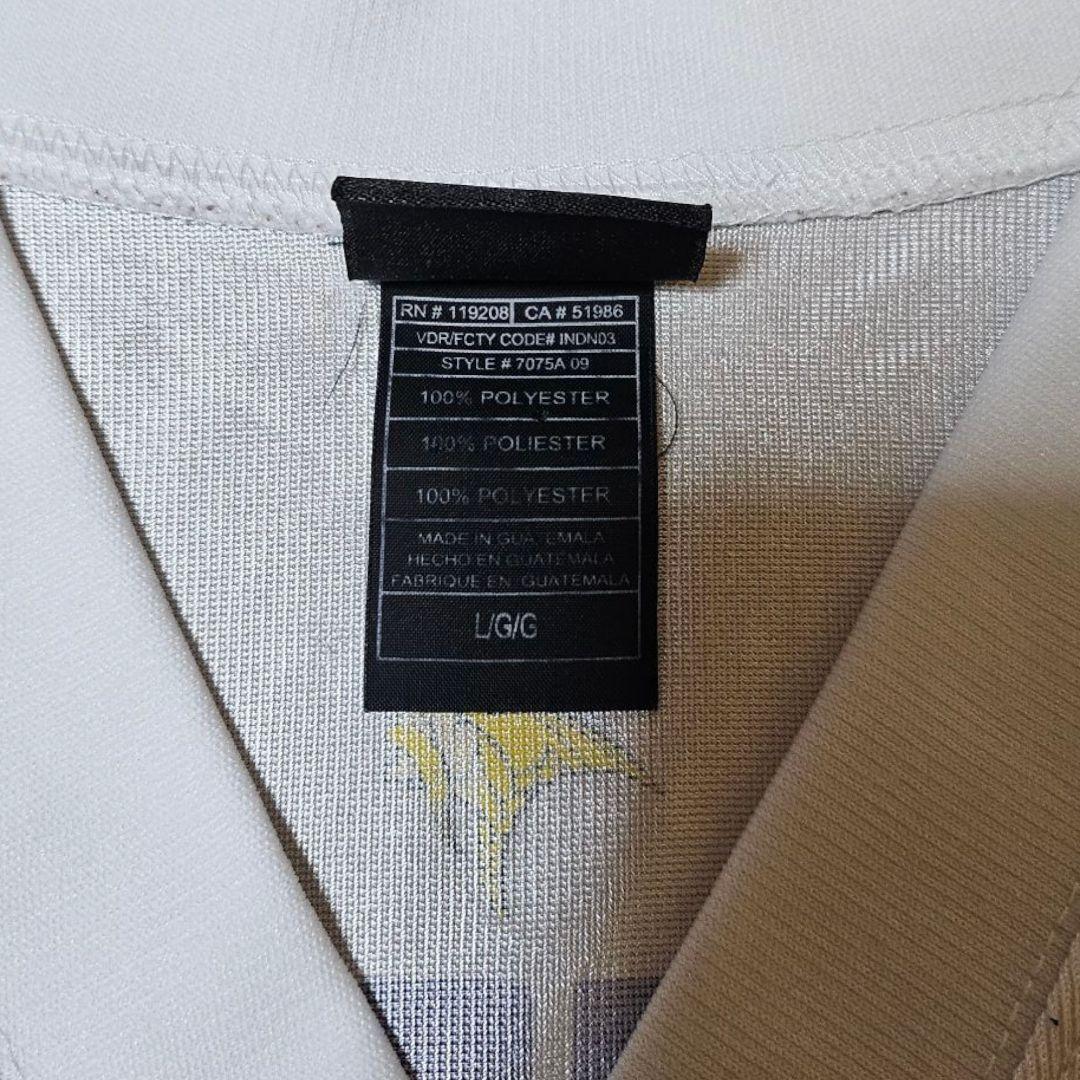 RN # 119208 CA # 51986
VDR/FCTY CODE# INDN03
STYLE # 7075A 09
100% POLYESTER
100% POLIESTER
100% POLYESTER
MADE IN GUATEMALA
HECHO EN GUATEMALA
FABRIQUE EN GUATEMALA
L/G/G